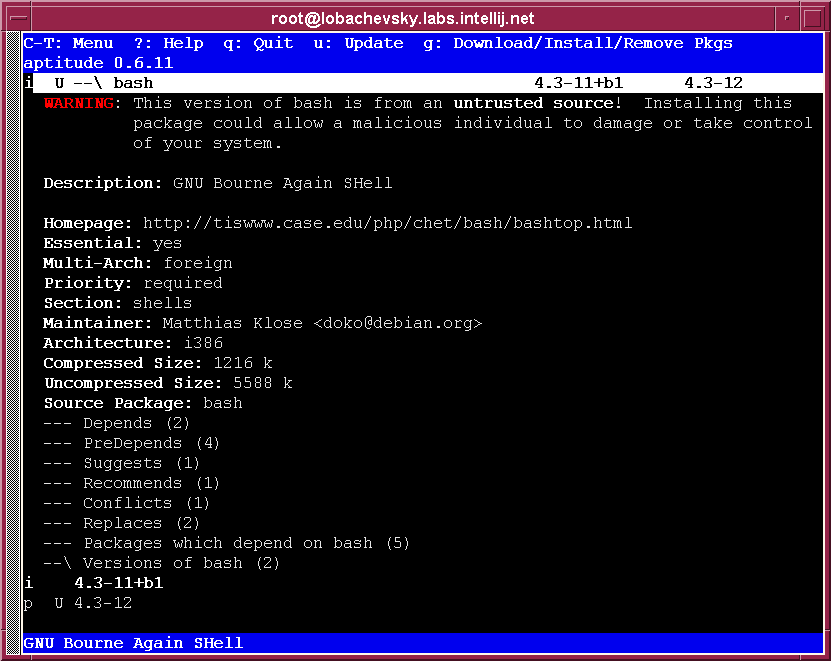 root@lobachevsky.labs.intellij.net
C-T: Menu  ?: Help  q: Quit  u: Update  g: Download/Install/Remove Pkgs
aptitude 0.6.11
i  U --\ bash                                      4.3-11+b1      4.3-12
WARNING: This version of bash is from an untrusted source!  Installing this
package could allow a malicious individual to damage or take control
of your system.
Description: GNU Bourne Again SHell
Homepage: http://tiswww.case.edu/php/chet/bash/bashtop.html
Essential: yes
Multi-Arch: foreign
Priority: required
Section: shells
Maintainer: Matthias Klose <doko@debian.org>
Architecture: i386
Compressed Size: 1216 k
Uncompressed Size: 5588 k
Source Package: bash
--- Depends (2)
--- PreDepends (4)
--- Suggests (1)
--- Recommends (1)
--- Conflicts (1)
--- Replaces (2)
--- Packages which depend on bash (5)
--\ Versions of bash (2)
i    4.3-11+b1
p  U 4.3-12
GNU Bourne Again SHell